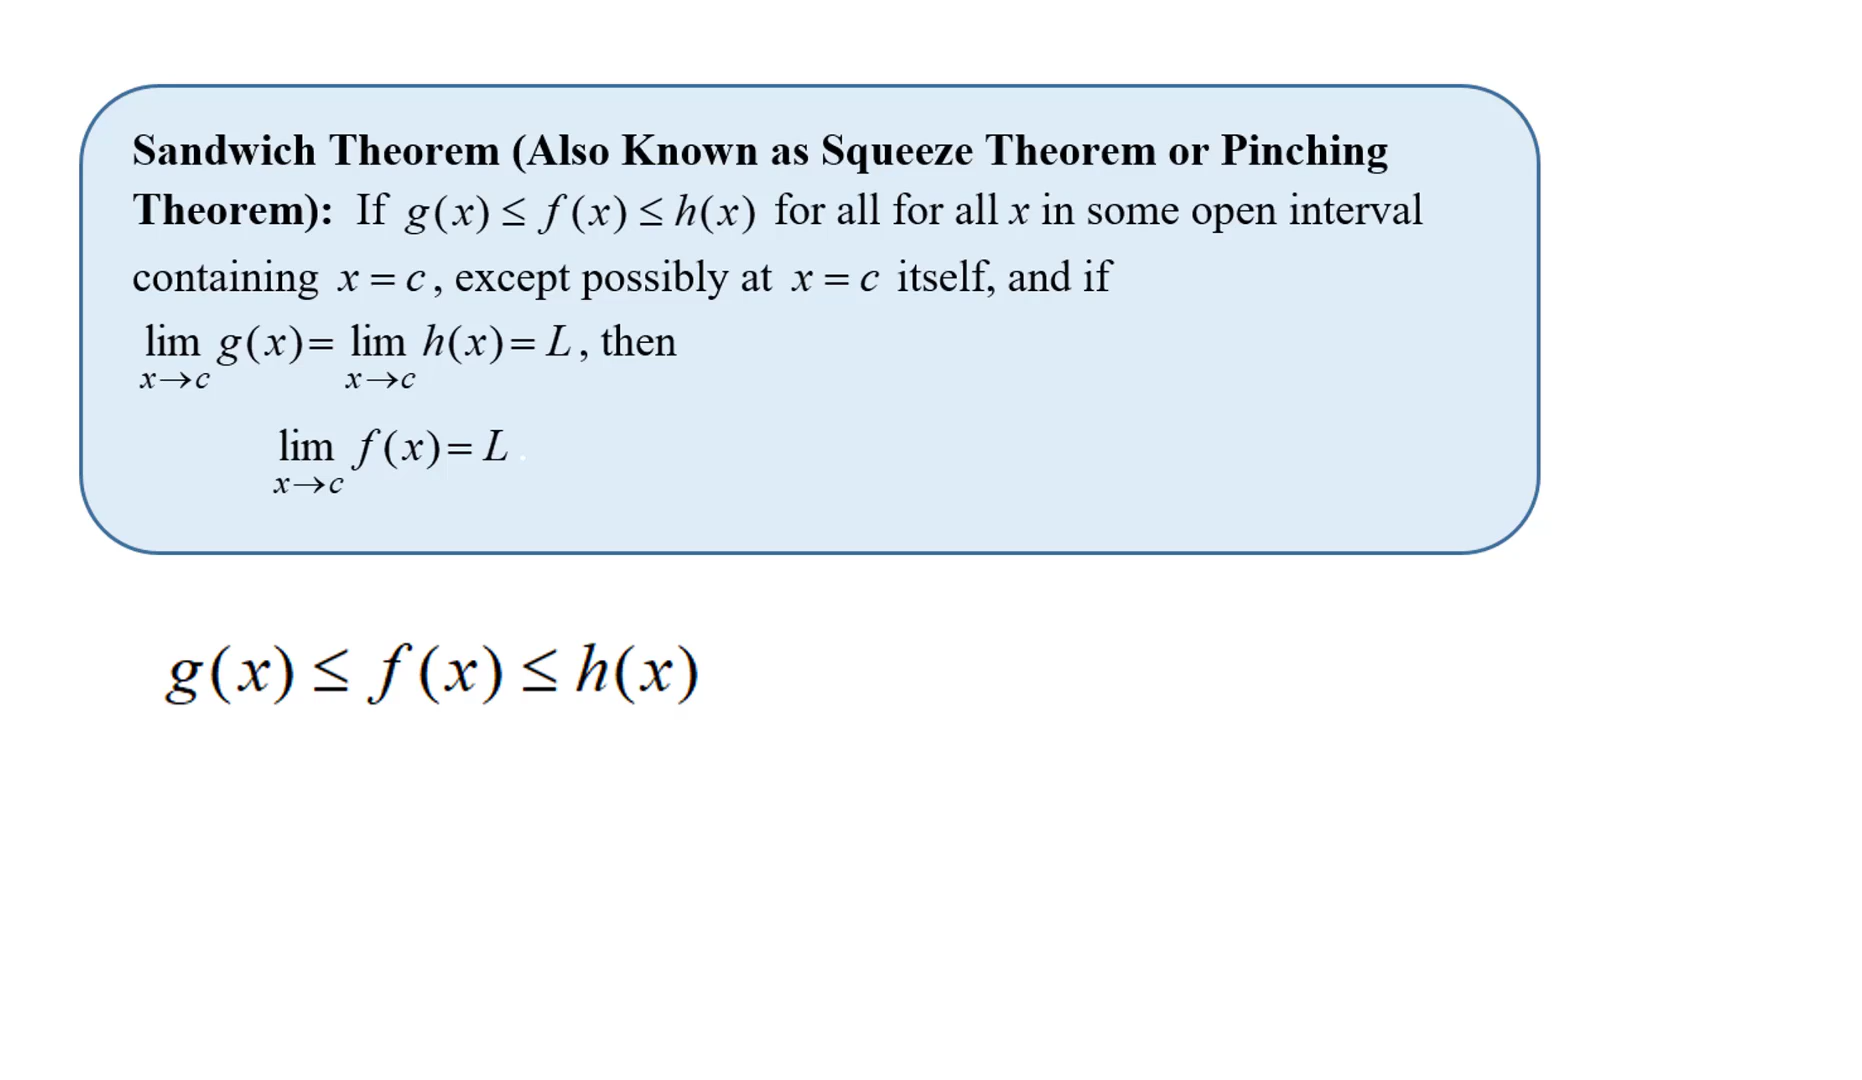 Sandwich Theorem (Also Known as Squeeze Theorem or Pinching
Theorem): If g(x) ≤ f(x) ≤ h(x) for all for all x in some open interval
containing x = c, except possibly at x = c itself, and if
lim g(x) = lim h(x) = L, then
x→c x→c
lim f(x) = L .
x→c
g(x) ≤ f(x) ≤ h(x)